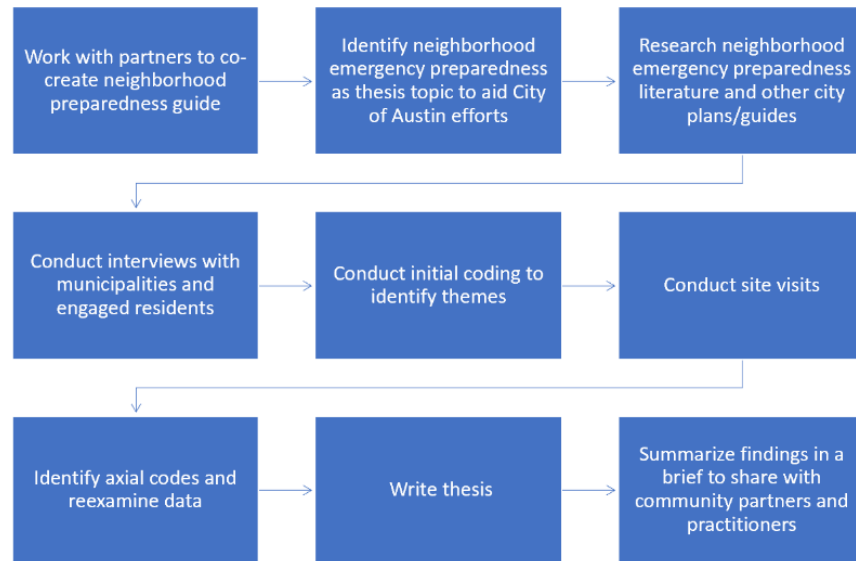 Work with partners to co-
create neighborhood
preparedness guide
Identify neighborhood
emergency preparedness
as thesis topic to aid City
of Austin efforts
Research neighborhood
emergency preparedness
literature and other city
plans/guides
Conduct interviews with
municipalities and
engaged residents
Conduct initial coding to
identify themes
Conduct site visits
Identify axial codes and
reexamine data
Write thesis
Summarize findings in a
brief to share with
community partners and
practitioners